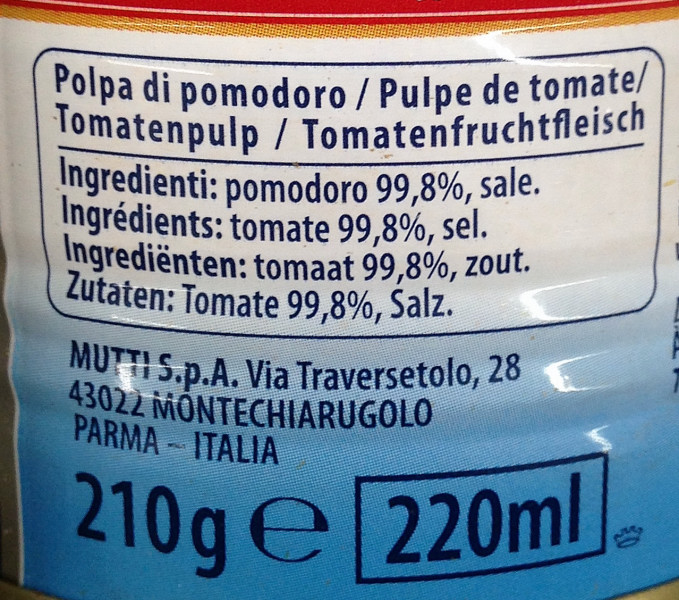 Polpa di pomodoro / Pulpe de tomate/
Tomatenpulp / Tomatenfruchtfleisch
Ingredienti: pomodoro 99,8%, sale.
Ingrédients: tomate 99,8%, sel.
Ingrediënten: tomaat 99,8%, zout.
Zutaten: Tomate 99,8%, Salz.
MUTTI S.p.A. Via Traversetolo, 28
43022 MONTECHIARUGOLO
PARMA - ITALIA
210g ℮ 220ml